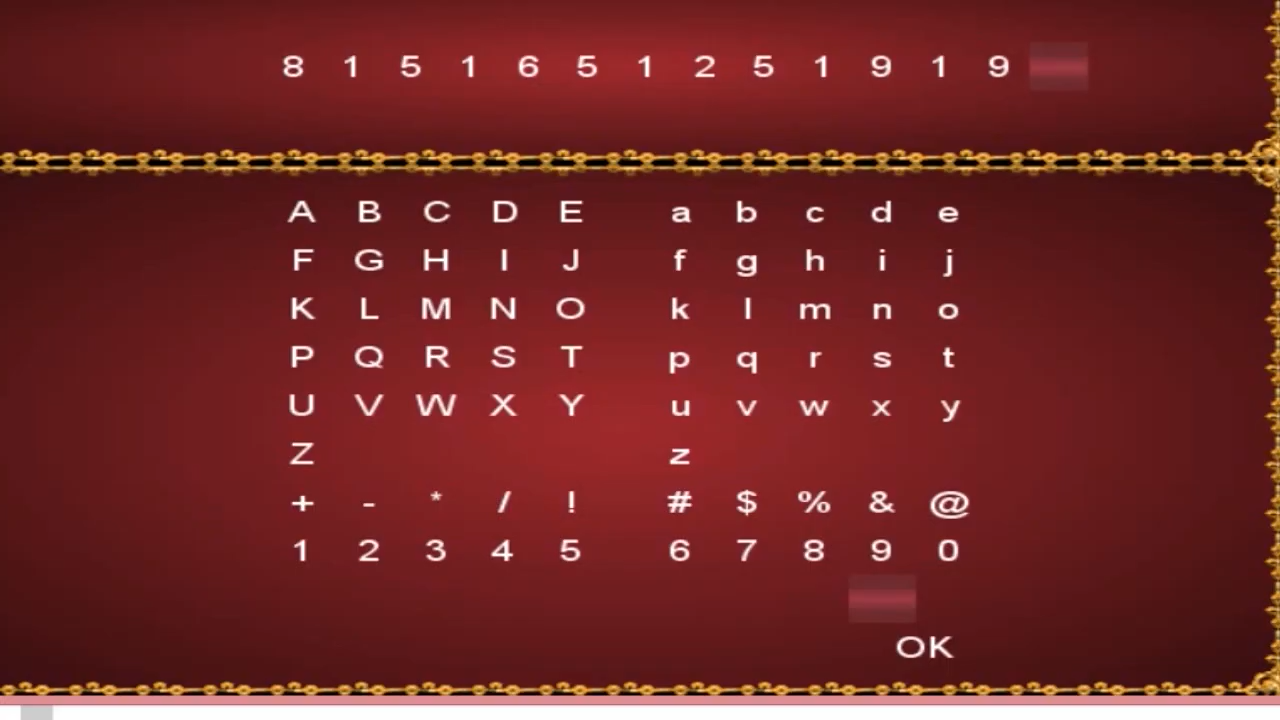 8 1 5 1 6 5 1 2 5 1 9 1 9
A B C D E a b c d e
F G H I J f g h i j
K L M N O k l m n o
P Q R S T p q r s t
U V W X Y u v w x y
Z z
+ - * / ! # $ % & @
1 2 3 4 5 6 7 8 9 0
OK